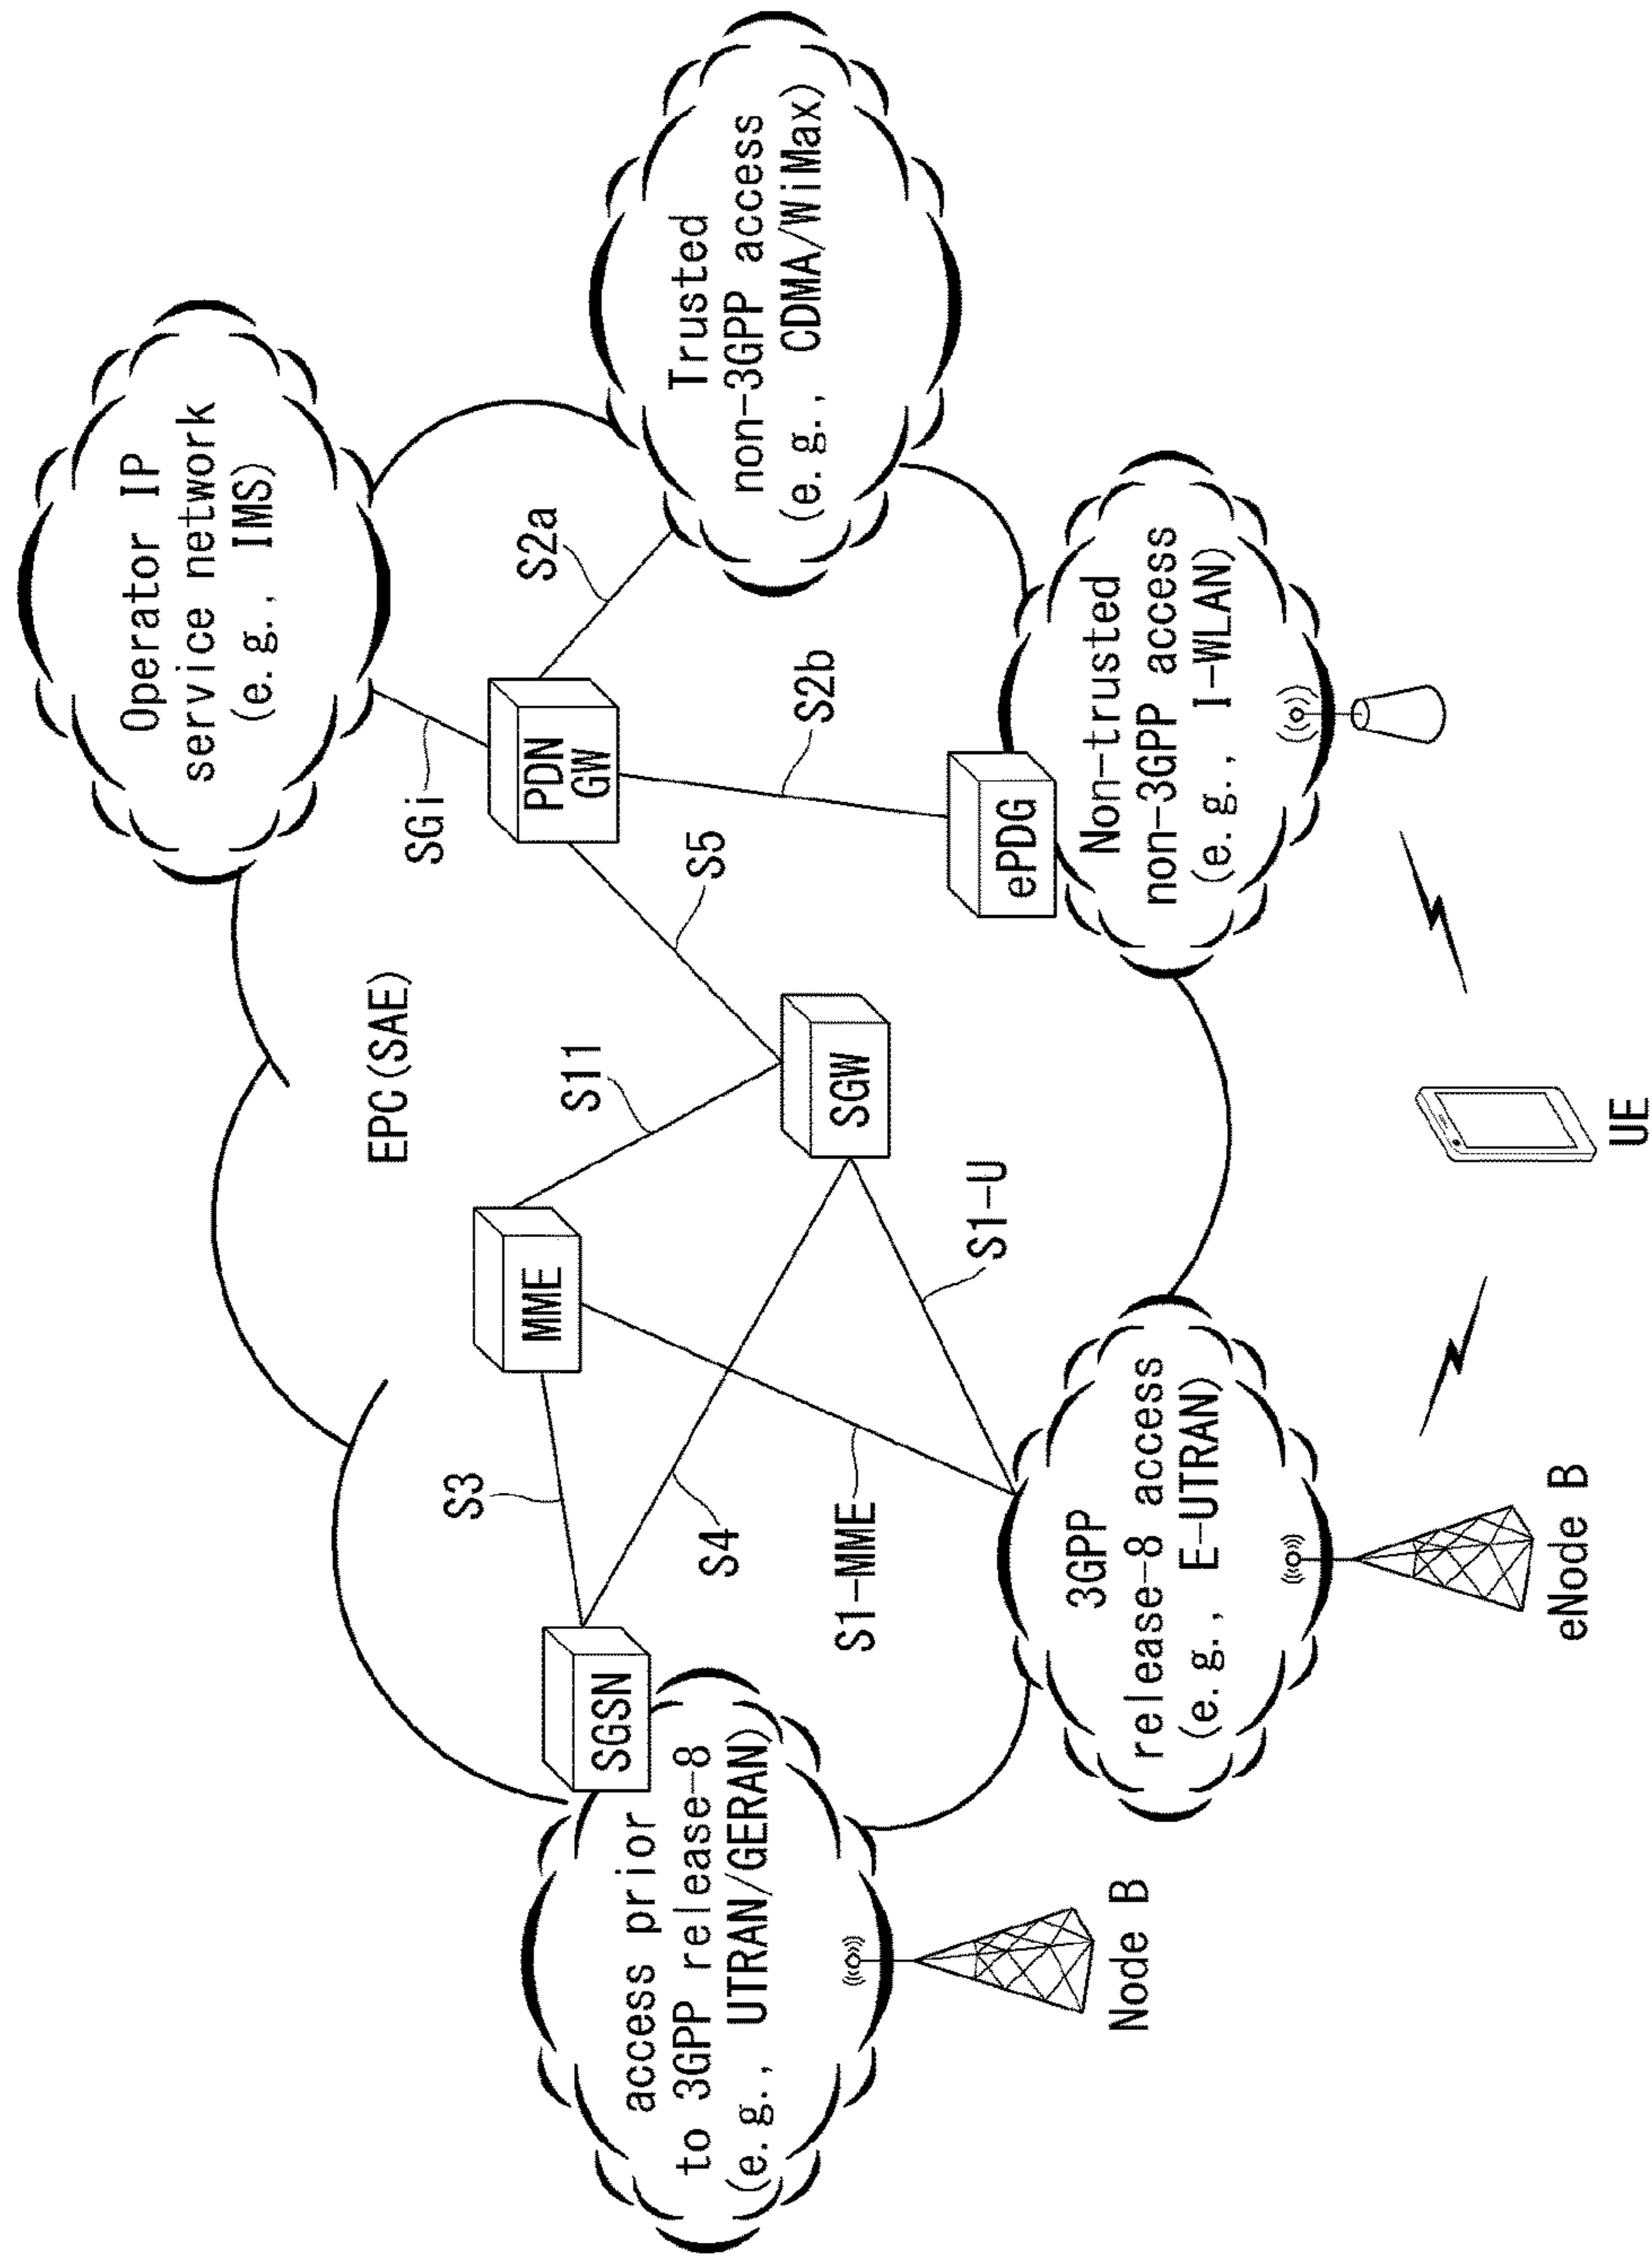 Operator IP
service network
(e.g., IMS)
EPC(SAE)
SGi
S2a
PDN
GW
Trusted
non-3GPP access
(e.g., CDMA/WiMax)
S3
MME
S11
S5
S2b
SGSN
access prior
to 3GPP release-8
(e.g., UTRAN/GERAN)
S4
SGW
S1-MME
S1-U
ePDG
Non-trusted
non-3GPP access
(e.g., I-WLAN)
3GPP
release-8 access
(e.g., E-UTRAN)
Node B
eNode B
UE